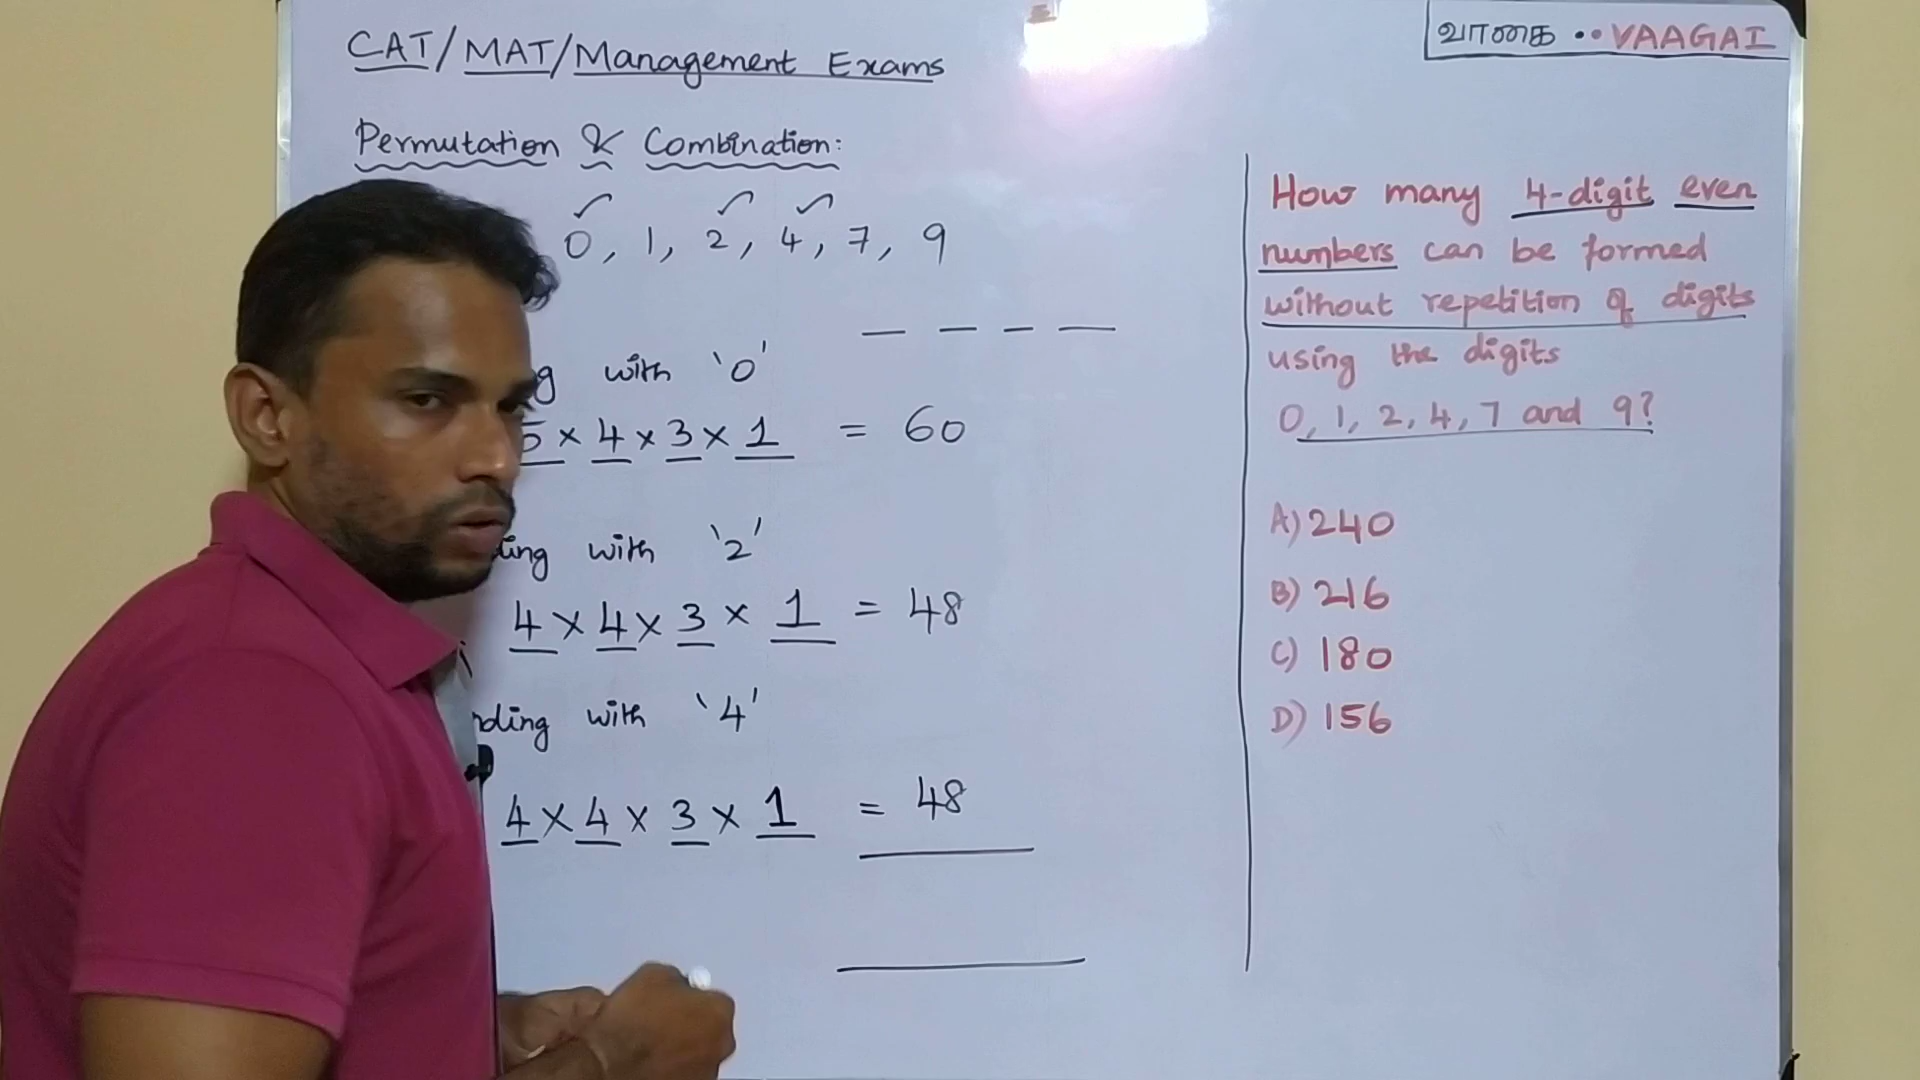 CAT/MAT/Management Exams
வாகை •• VAAGAI
Permutation & Combination:
0, 1, 2, 4, 7, 9
with '0'
5 × 4 × 3 × 1 = 60
with '2'
4 × 4 × 3 × 1 = 48
with '4'
4 × 4 × 3 × 1 = 48
How many 4-digit even
numbers can be formed
without repetition of digits
using the digits
0, 1, 2, 4, 7 and 9?
A) 240
B) 216
C) 180
D) 156